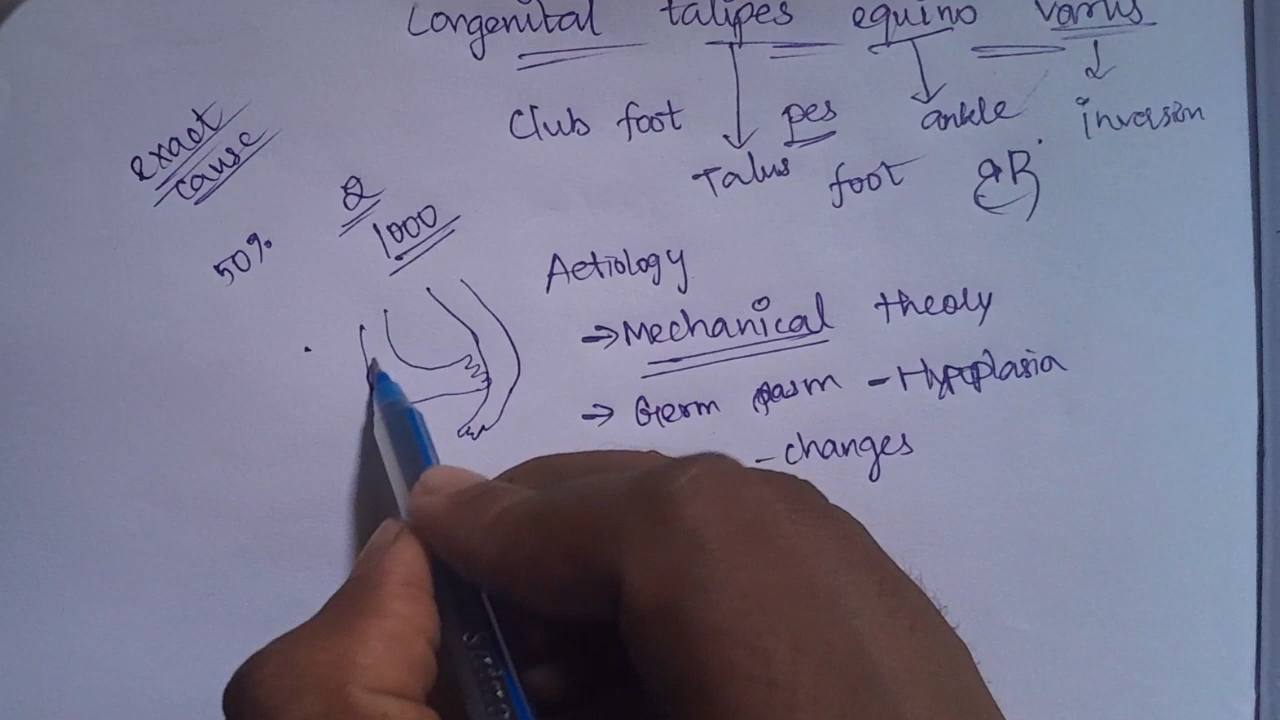 Congenital talipes equino varus
Club foot
pes
ankle
inversion
Talus
foot
exact
cause
2
1000
50%
Aetiology
→ Mechanical theory
→ Germ - Hypoplasia
- changes